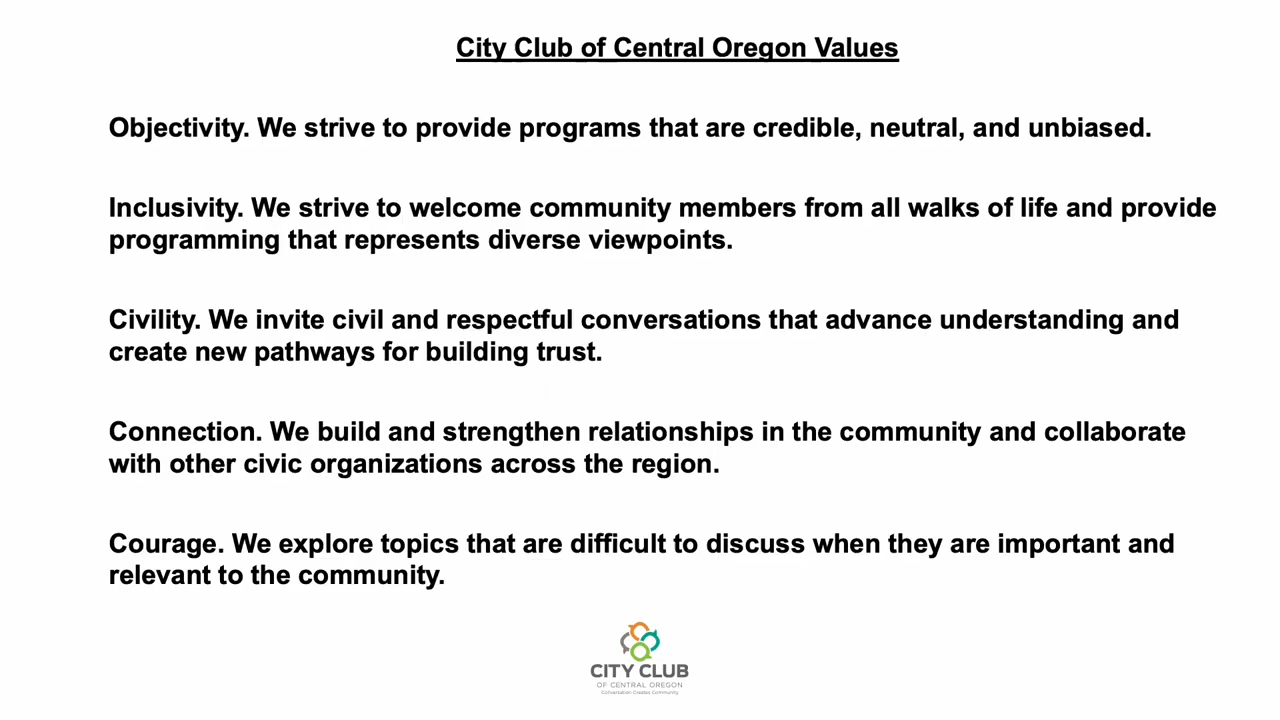 City Club of Central Oregon Values
Objectivity. We strive to provide programs that are credible, neutral, and unbiased.
Inclusivity. We strive to welcome community members from all walks of life and provide
programming that represents diverse viewpoints.
Civility. We invite civil and respectful conversations that advance understanding and
create new pathways for building trust.
Connection. We build and strengthen relationships in the community and collaborate
with other civic organizations across the region.
Courage. We explore topics that are difficult to discuss when they are important and
relevant to the community.
CITY CLUB
OF CENTRAL OREGON
Conversation Creates Community